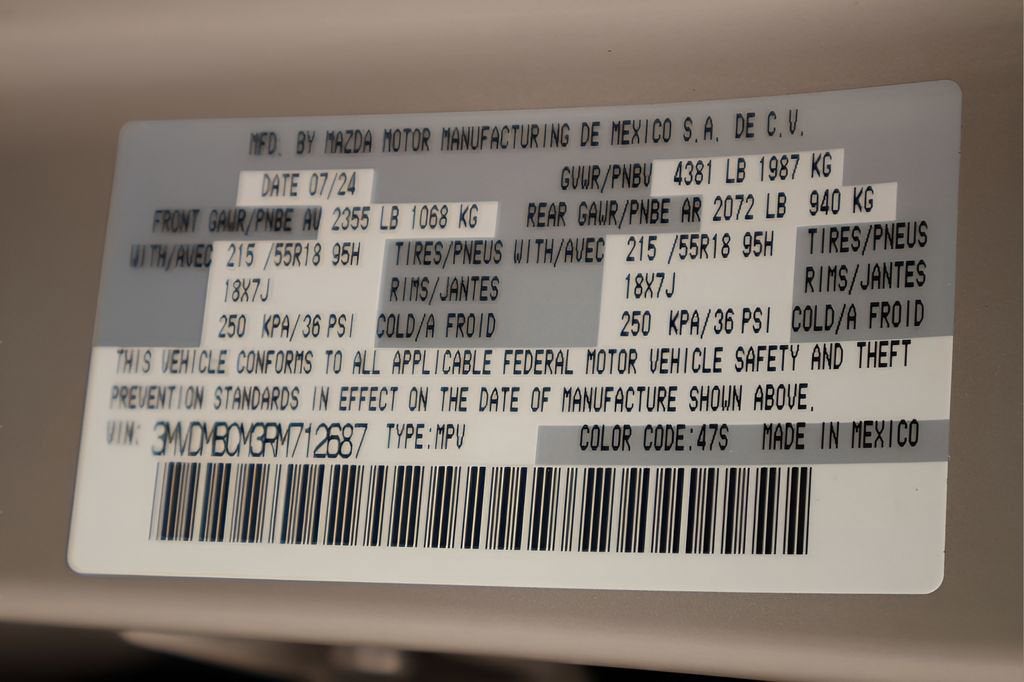 MFD. BY MAZDA MOTOR MANUFACTURING DE MEXICO S.A. DE C.V.
DATE 07/24 GVWR/PNBV 4381 LB 1987 KG
FRONT GAWR/PNBE AV 2355 LB 1068 KG REAR GAWR/PNBE AR 2072 LB 940 KG
WITH/AVEC 215 /55R18 95H TIRES/PNEUS WITH/AVEC 215 /55R18 95H TIRES/PNEUS
18X7J RIMS/JANTES 18X7J RIMS/JANTES
250 KPA/36 PSI COLD/A FROID 250 KPA/36 PSI COLD/A FROID
THIS VEHICLE CONFORMS TO ALL APPLICABLE FEDERAL MOTOR VEHICLE SAFETY AND THEFT
PREVENTION STANDARDS IN EFFECT ON THE DATE OF MANUFACTURE SHOWN ABOVE.
VIN: 3MVDMBCM3RM712687 TYPE:MPV COLOR CODE:47S MADE IN MEXICO